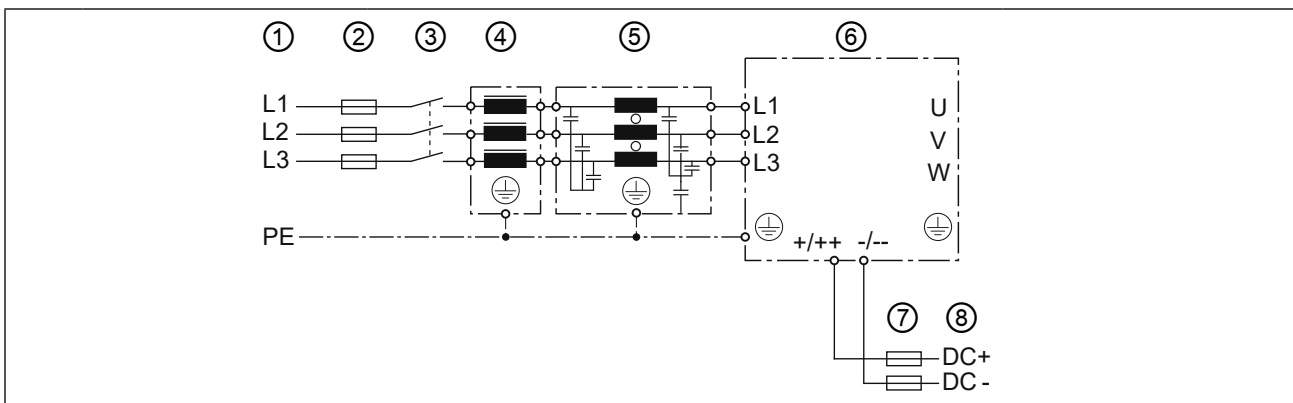 ① ② ③ ④ ⑤ ⑥
L1 L1 U
L2 L2 V
L3 L3 W
PE
+/++ -/--
⑦ ⑧
DC+
DC -